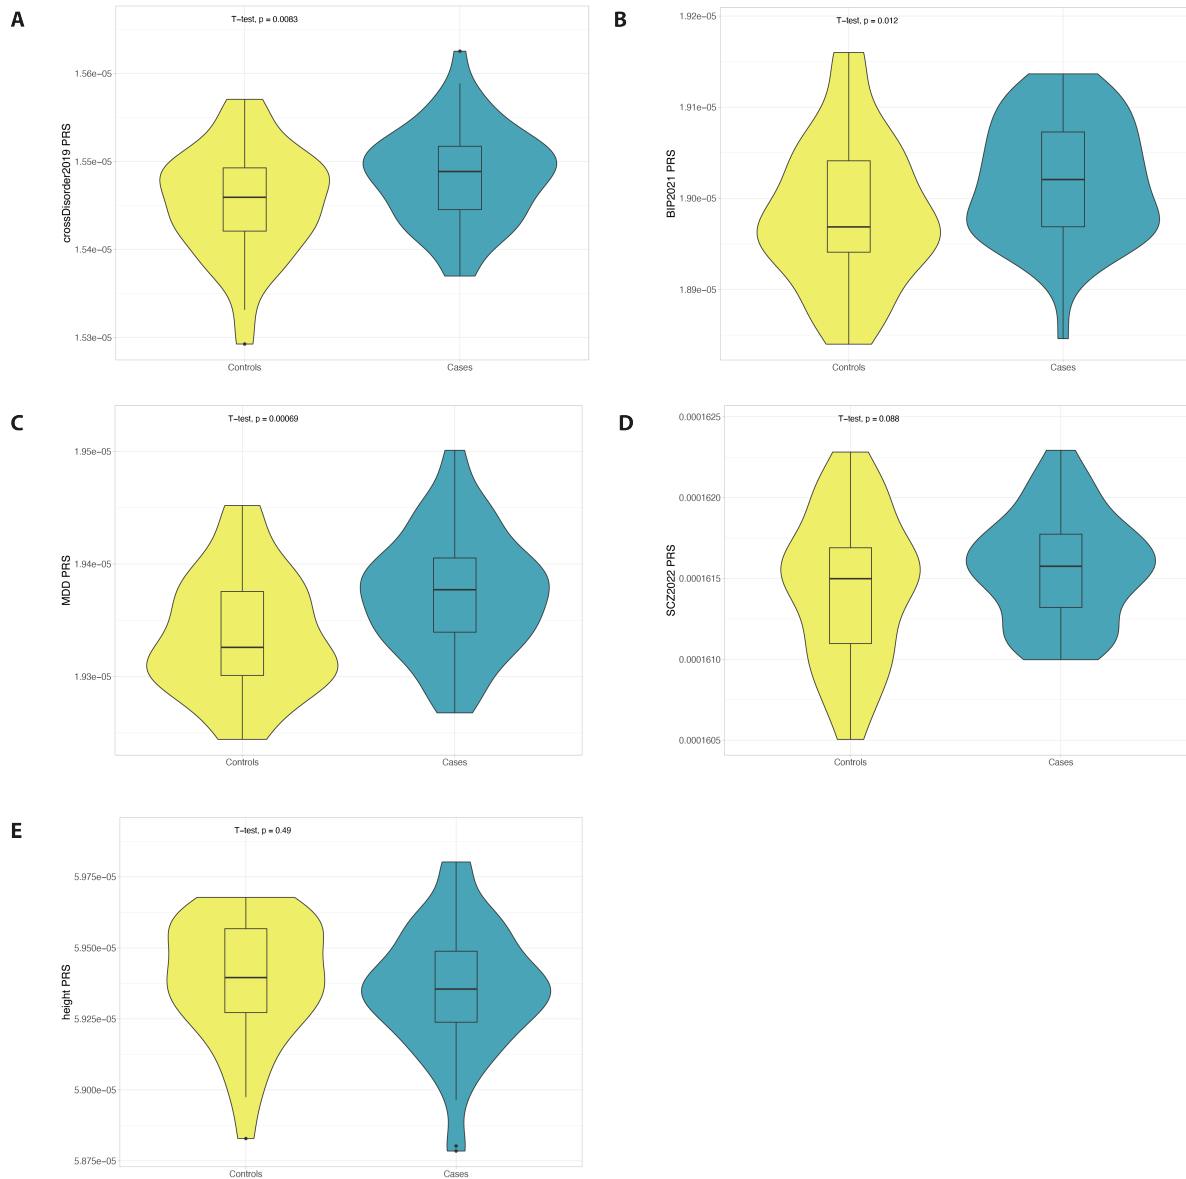 A
T-test, p = 0.0083
crossDisorder2019 PRS
1.56e-05
1.55e-05
1.54e-05
1.53e-05
Controls
Cases
B
T-test, p = 0.012
BIP2021 PRS
1.92e-05
1.91e-05
1.90e-05
1.89e-05
Controls
Cases
C
T-test, p = 0.00069
MDD PRS
1.95e-05
1.94e-05
1.93e-05
Controls
Cases
D
T-test, p = 0.088
SCZ2022 PRS
0.0001625
0.0001620
0.0001615
0.0001610
0.0001605
Controls
Cases
E
T-test, p = 0.49
height PRS
5.975e-05
5.950e-05
5.925e-05
5.900e-05
5.875e-05
Controls
Cases